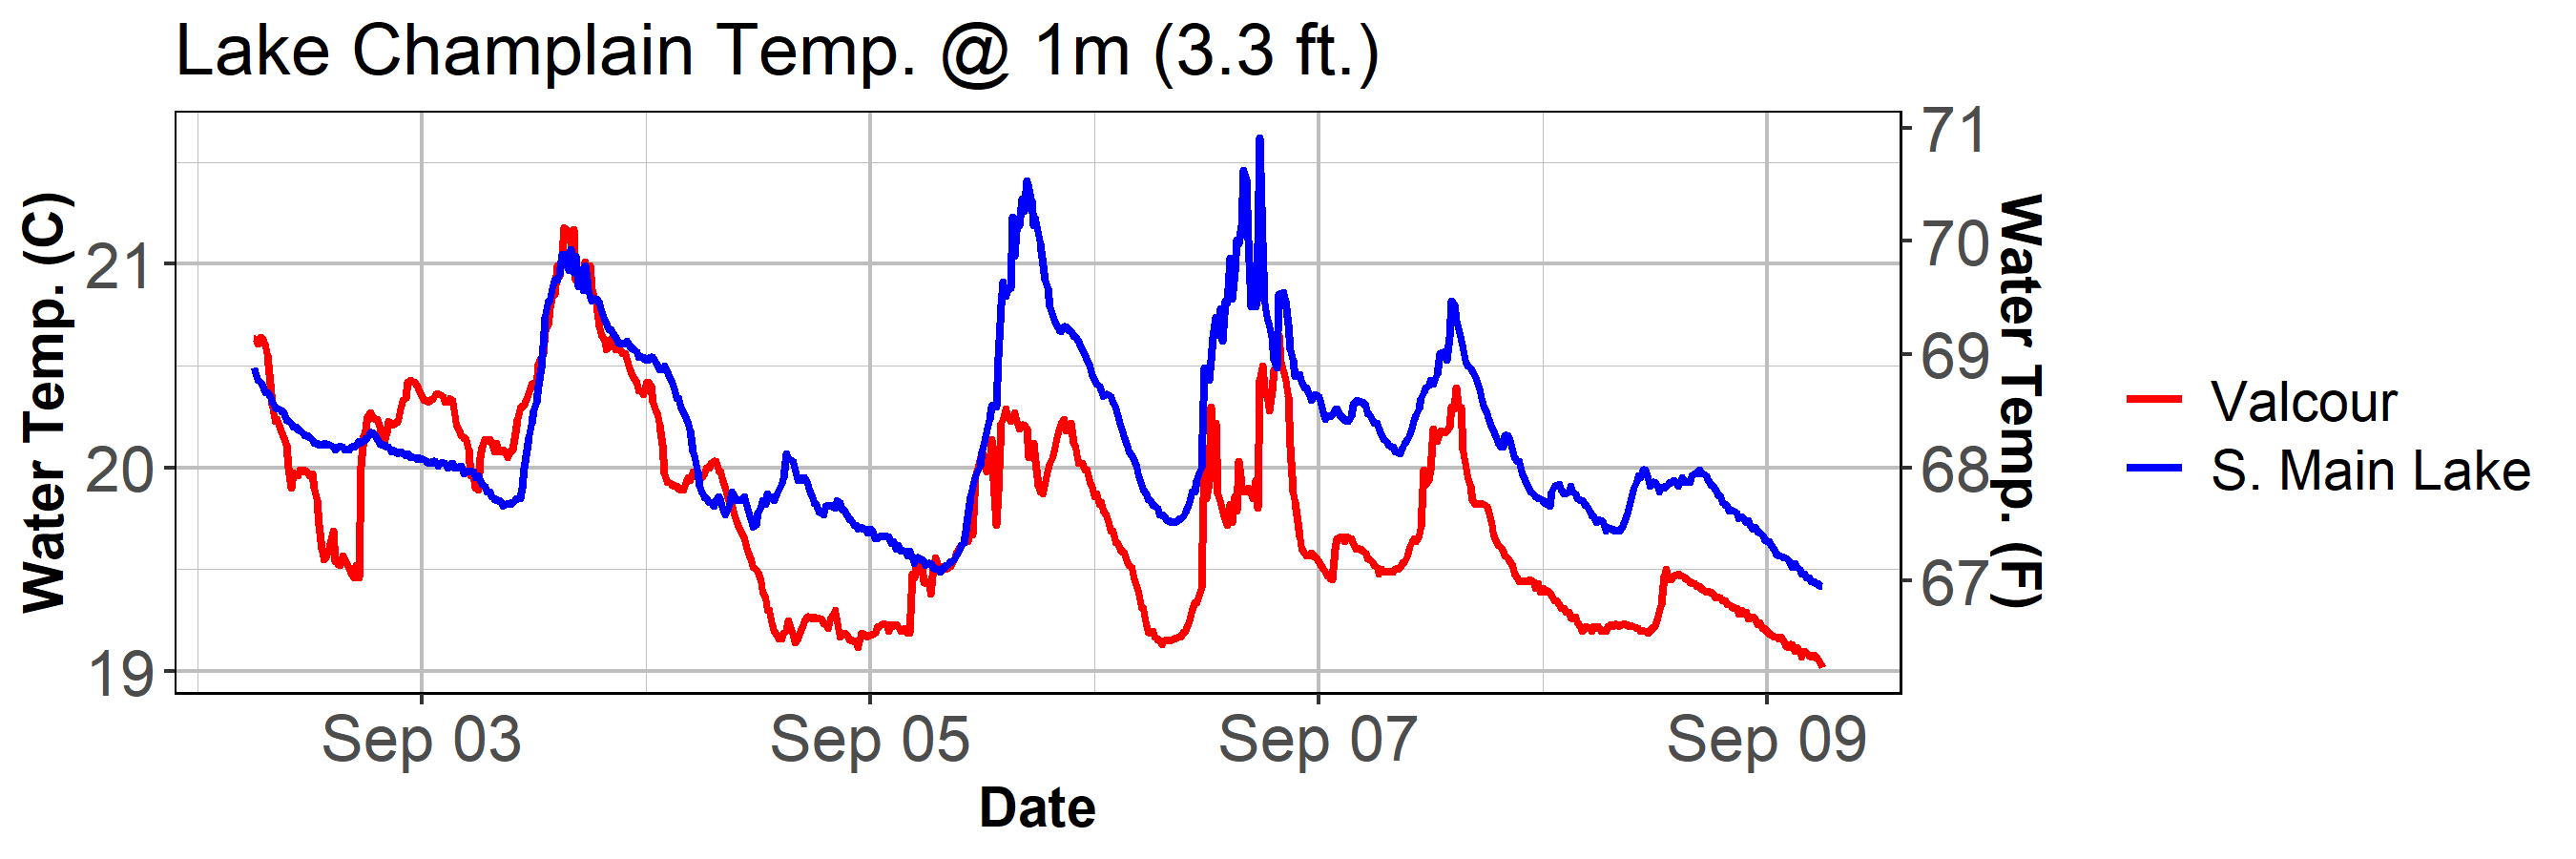 Lake Champlain Temp. @ 1m (3.3 ft.)
Water Temp. (C)
21
20
19
71
70
69
68
67
Water Temp. (F)
Valcour
S. Main Lake
Sep 03
Sep 05
Sep 07
Sep 09
Date